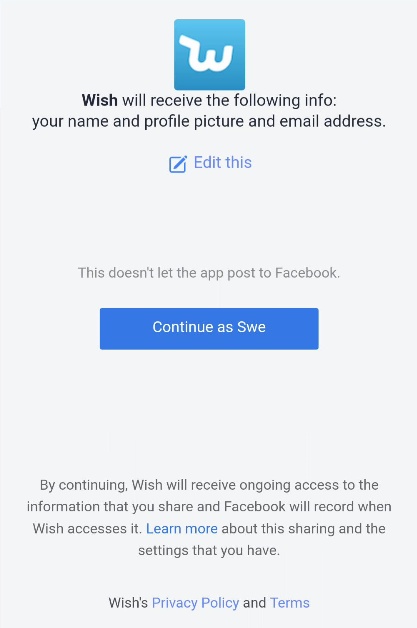 w
Wish will receive the following info:
your name and profile picture and email address.
Edit this
This doesn't let the app post to Facebook.
Continue as Swe
By continuing, Wish will receive ongoing access to the
information that you share and Facebook will record when
Wish accesses it. Learn more about this sharing and the
settings that you have.
Wish's Privacy Policy and Terms